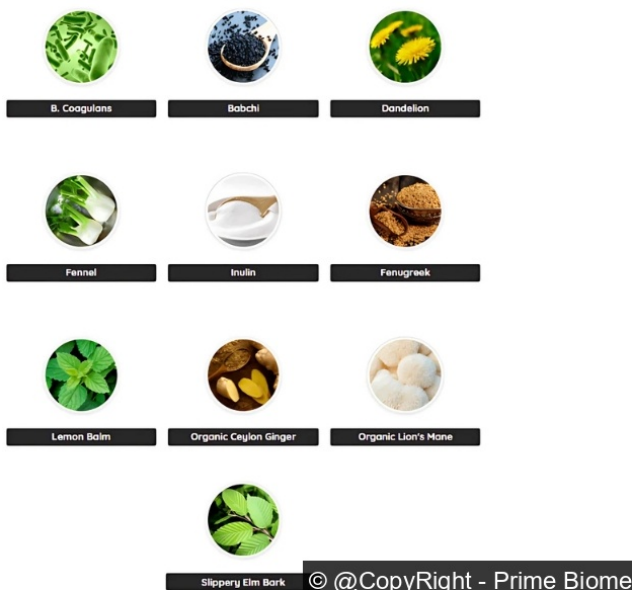 B. Coagulans
Babchi
Dandelion
Fennel
Inulin
Fenugreek
Lemon Balm
Organic Ceylon Ginger
Organic Lion's Mane
Slippery Elm Bark
© @CopyRight - Prime Biome